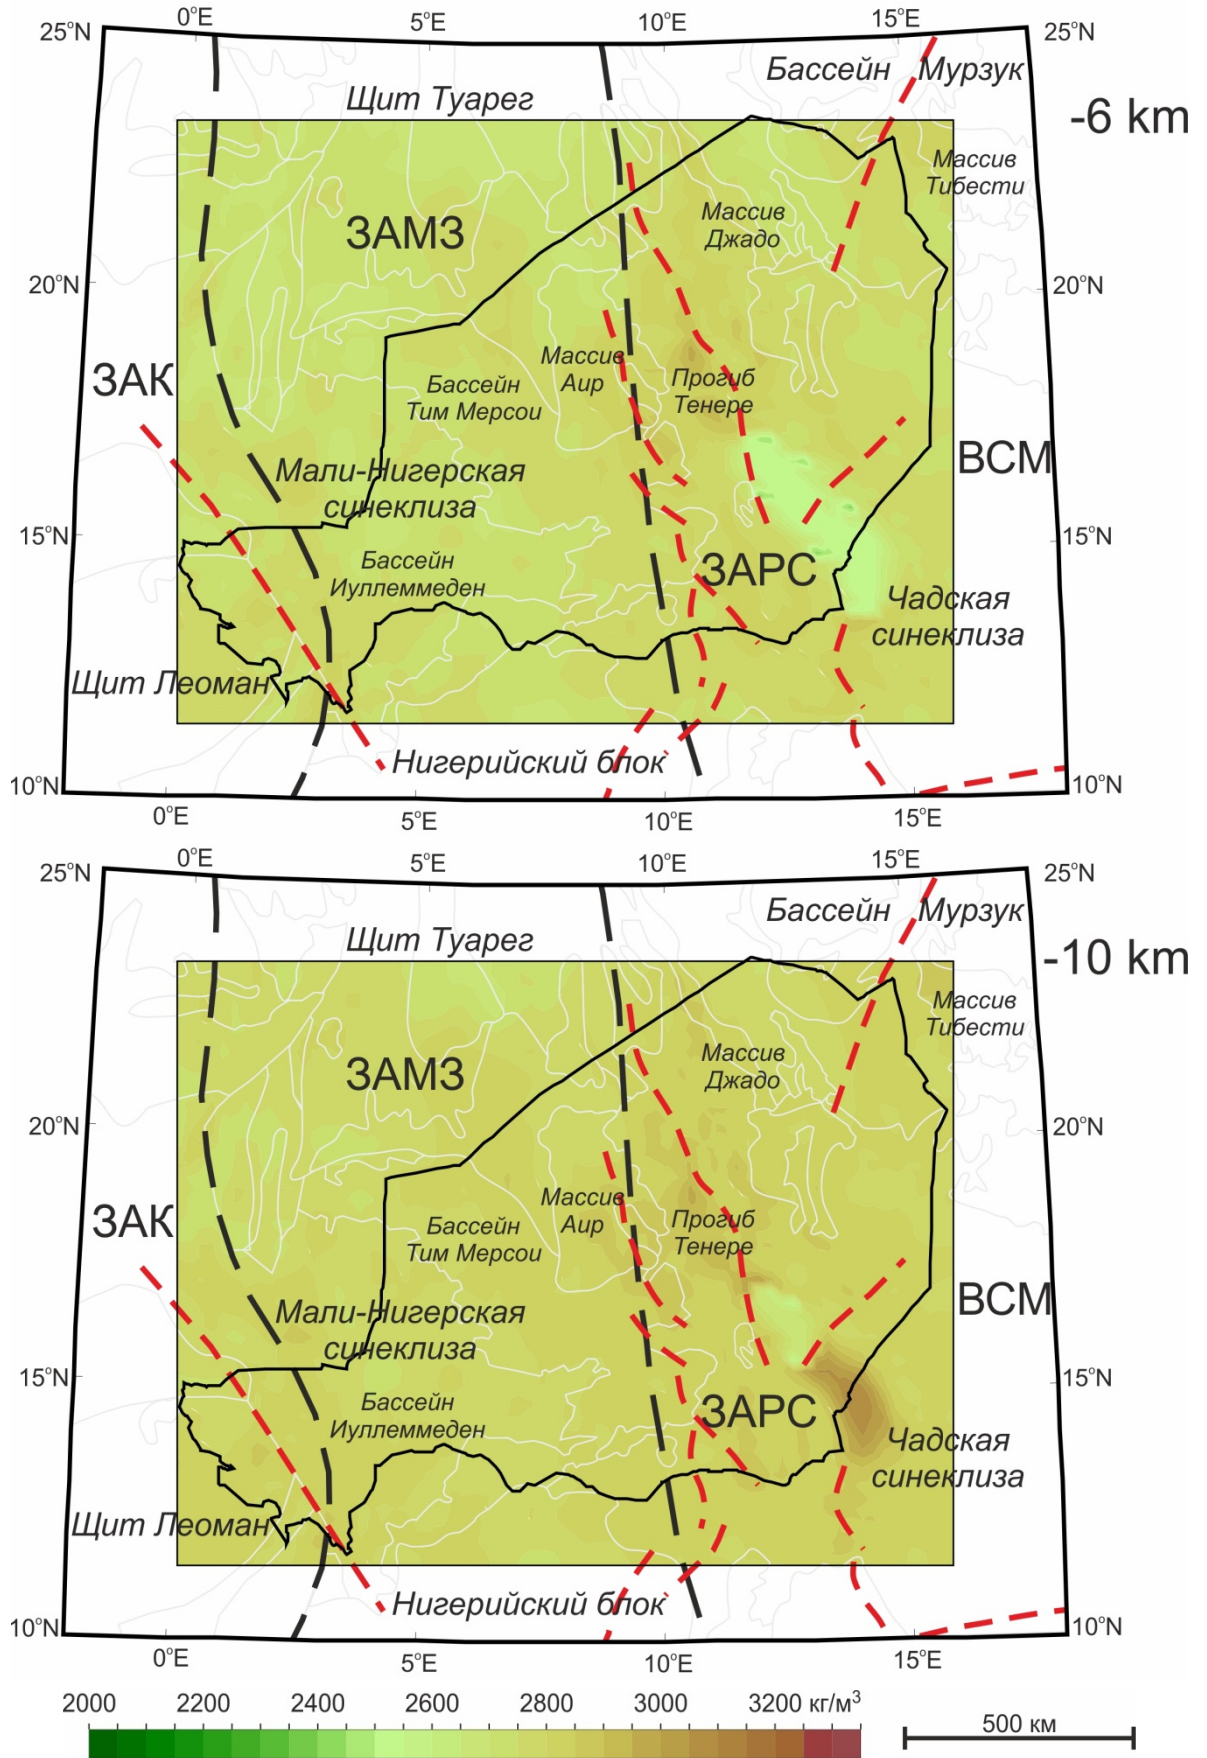 0°E 5°E 10°E 15°E
25°N 25°N
Бассейн Мурзук
Щит Туарег
-6 km
Массив
Тибести
Массив
Джадо
ЗАМЗ
20°N 20°N
Массив
Аир
ЗАК
Бассейн
Тим Мерсои
Прогиб
Тенере
ВСМ
Мали-Нигерская
синеклиза
15°N 15°N
Бассейн
Иуллеммеден
ЗАРС
Чадская
синеклиза
Щит Леоман
Нигерийский блок
10°N 10°N
0°E 5°E 10°E 15°E
0°E 5°E 10°E 15°E
25°N 25°N
Бассейн Мурзук
Щит Туарег
-10 km
Массив
Тибести
Массив
Джадо
ЗАМЗ
20°N 20°N
Массив
Аир
ЗАК
Бассейн
Тим Мерсои
Прогиб
Тенере
ВСМ
Мали-Нигерская
синеклиза
15°N 15°N
Бассейн
Иуллеммеден
ЗАРС
Чадская
синеклиза
Щит Леоман
Нигерийский блок
10°N 10°N
0°E 5°E 10°E 15°E
2000 2200 2400 2600 2800 3000 3200 кг/м³
500 км